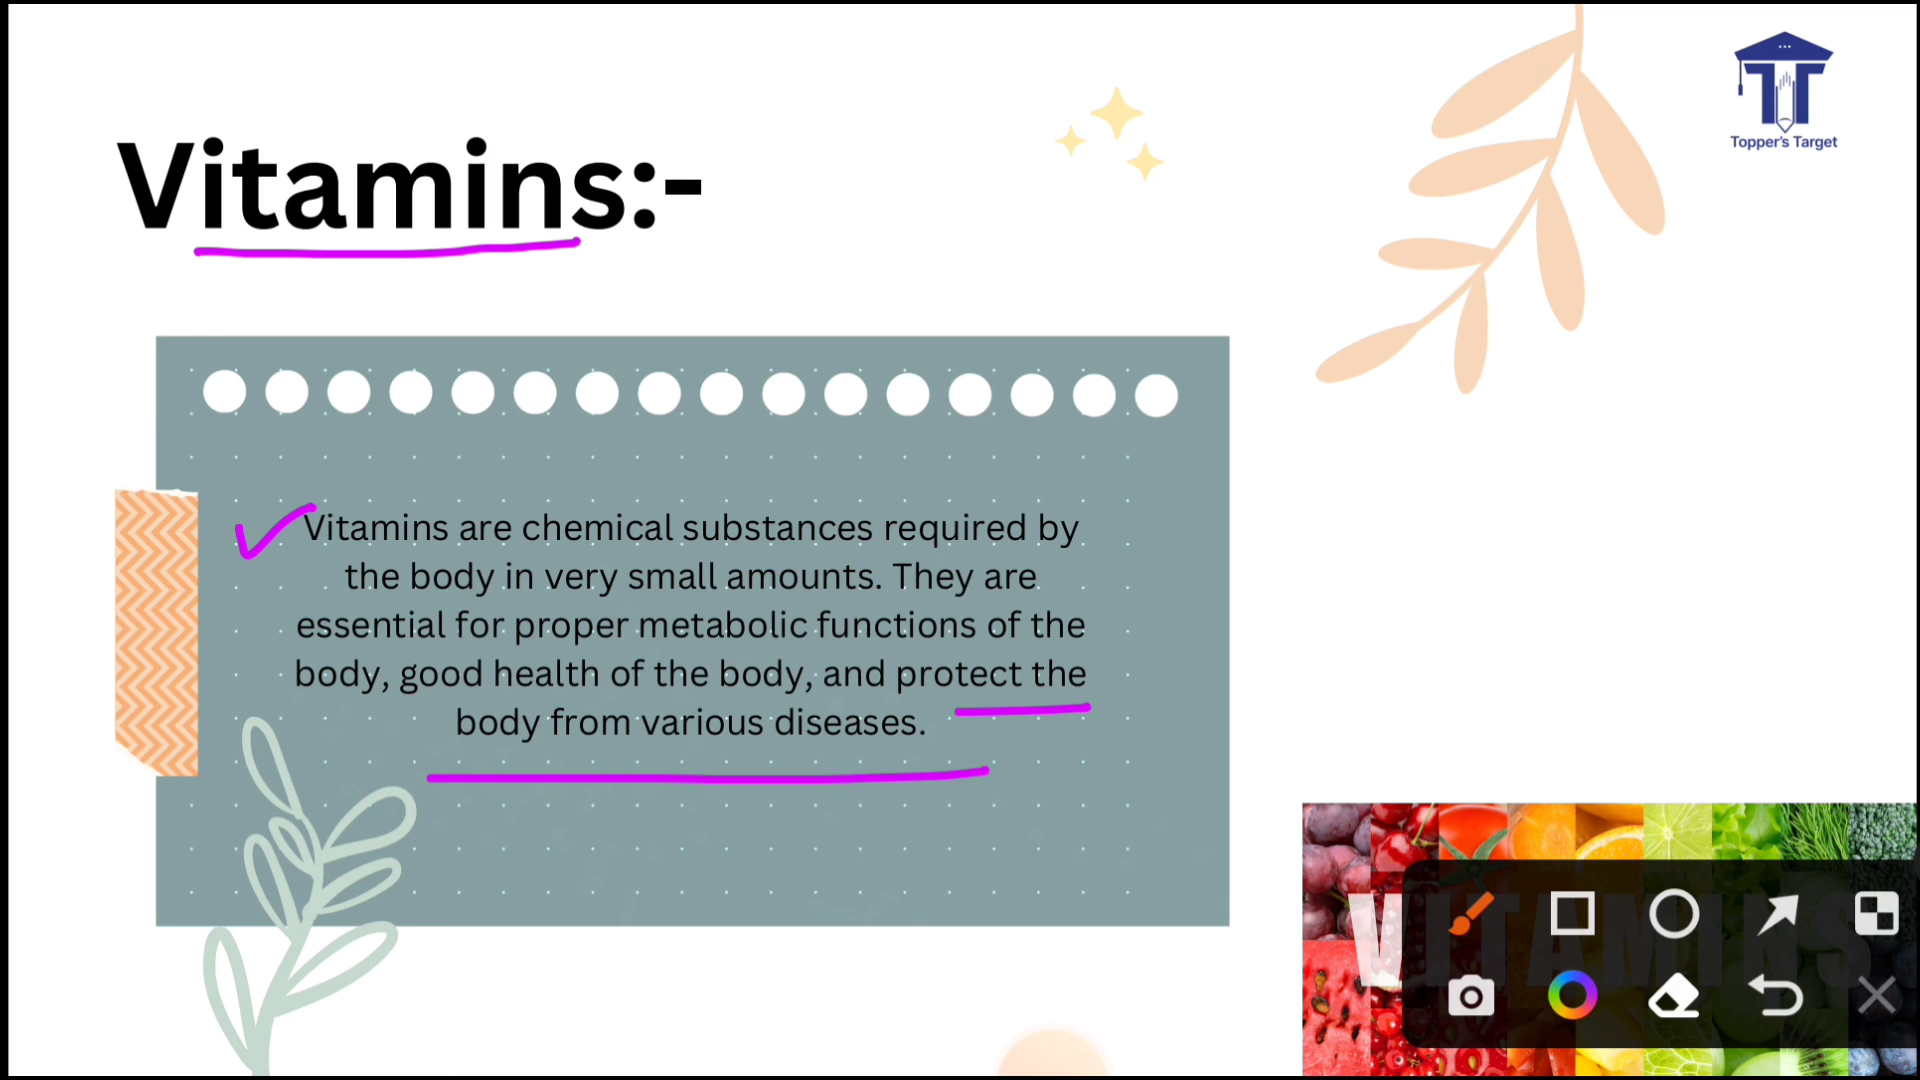 Topper's Target
Vitamins:-
Vitamins are chemical substances required by
the body in very small amounts. They are
essential for proper metabolic functions of the
body, good health of the body, and protect the
body from various diseases.
VITAMINS